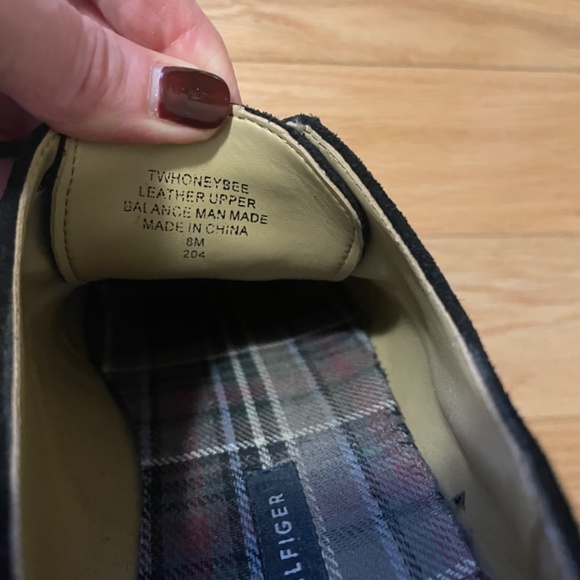 TWHONEYBEE
LEATHER UPPER
BALANCE MAN MADE
MADE IN CHINA
8M
204
LFIGER